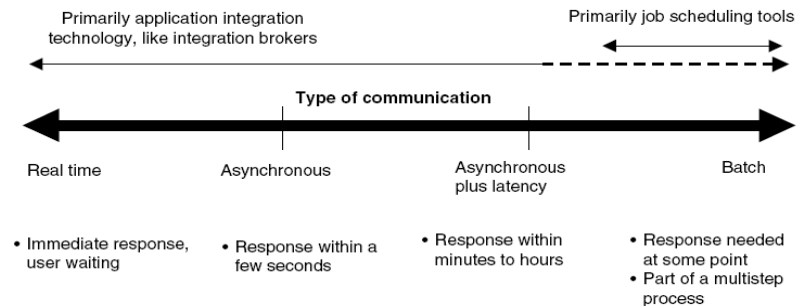 Primarily application integration
technology, like integration brokers
Primarily job scheduling tools
Type of communication
Real time
Asynchronous
Asynchronous
plus latency
Batch
• Immediate response,
user waiting
• Response within a
few seconds
• Response within
minutes to hours
• Response needed
at some point
• Part of a multistep
process